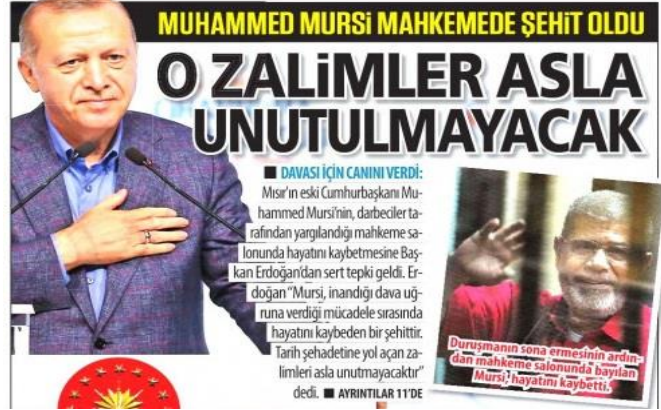 MUHAMMED MURSİ MAHKEMEDE ŞEHİT OLDU
O ZALİMLER ASLA
UNUTULMAYACAK
■ DAVASI İÇİN CANINI VERDİ:
Mısır'ın eski Cumhurbaşkanı Mu-
hammed Mursi'nin, darbeciler ta-
rafından yargılandığı mahkeme sa-
lonunda hayatını kaybetmesine Baş-
kan Erdoğan'dan sert tepki geldi. Er-
doğan "Mursi, inandığı dava uğ-
runa verdiği mücadele sırasında
hayatını kaybeden bir şehittir.
Tarih şehadetine yol açan za-
limleri asla unutmayacaktır"
dedi. ■ AYRINTILAR 11'DE
Duruşmanın sona ermesinin ardın-
dan mahkeme salonunda bayılan
Mursi, hayatını kaybetti.